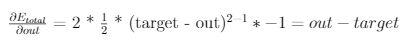 ∂E_total/∂out = 2 * 1/2 * (target - out)^{2−1} * −1 = out − target